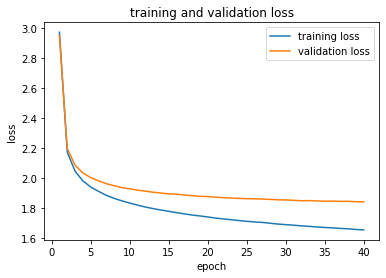 training and validation loss
training loss
validation loss
3.0
2.8
2.6
2.4
2.2
2.0
1.8
1.6
loss
0 5 10 15 20 25 30 35 40
epoch